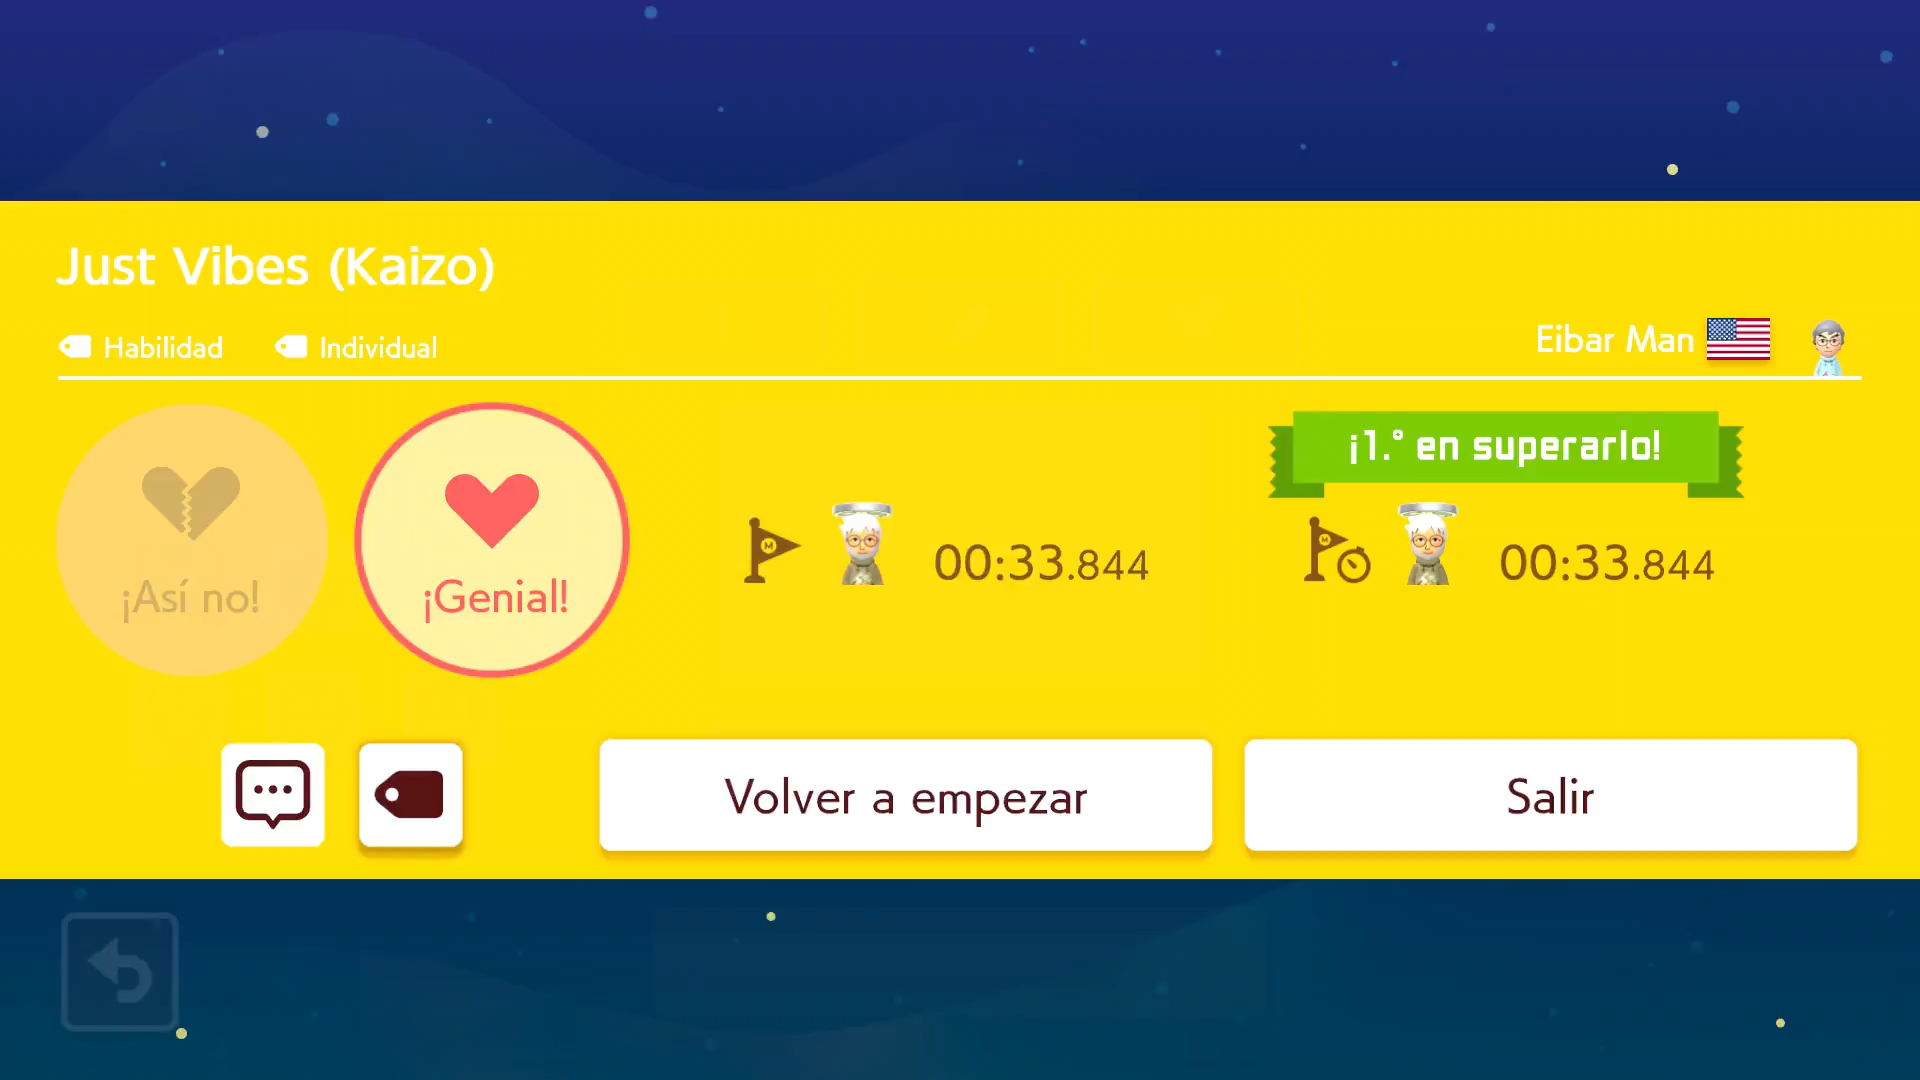 Just Vibes (Kaizo)
Habilidad Individual
Eibar Man
¡1.° en superarlo!
¡Así no!
¡Genial!
M 00:33.844
M 00:33.844
Volver a empezar
Salir